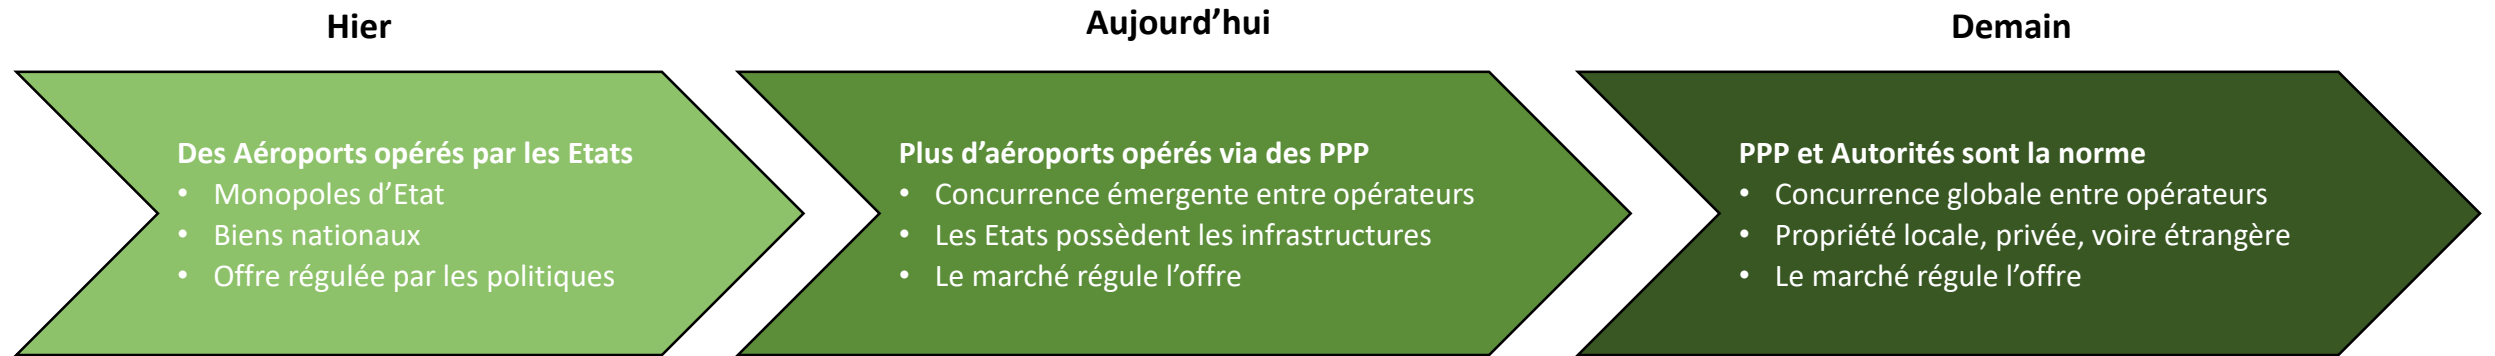 Hier
Des Aéroports opérés par les Etats
• Monopoles d’Etat
• Biens nationaux
• Offre régulée par les politiques
Aujourd’hui
Plus d’aéroports opérés via des PPP
• Concurrence émergente entre opérateurs
• Les Etats possèdent les infrastructures
• Le marché régule l’offre
Demain
PPP et Autorités sont la norme
• Concurrence globale entre opérateurs
• Propriété locale, privée, voire étrangère
• Le marché régule l’offre